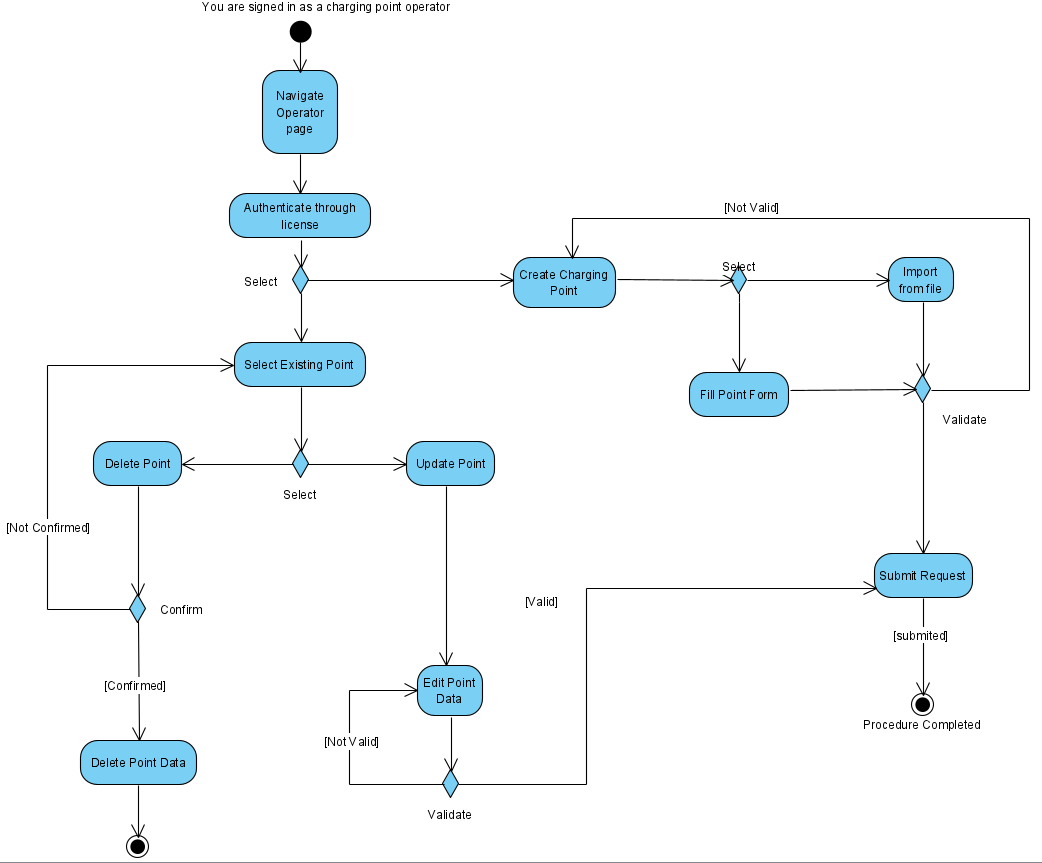 You are signed in as a charging point operator
Navigate
Operator
page
Authenticate through
license
[Not Valid]
Select
Create Charging
Point
Select
Import
from file
Select Existing Point
Fill Point Form
Validate
Delete Point
Select
Update Point
[Not Confirmed]
Submit Request
Confirm
[Valid]
[submited]
[Confirmed]
Edit Point
Data
Procedure Completed
[Not Valid]
Delete Point Data
Validate